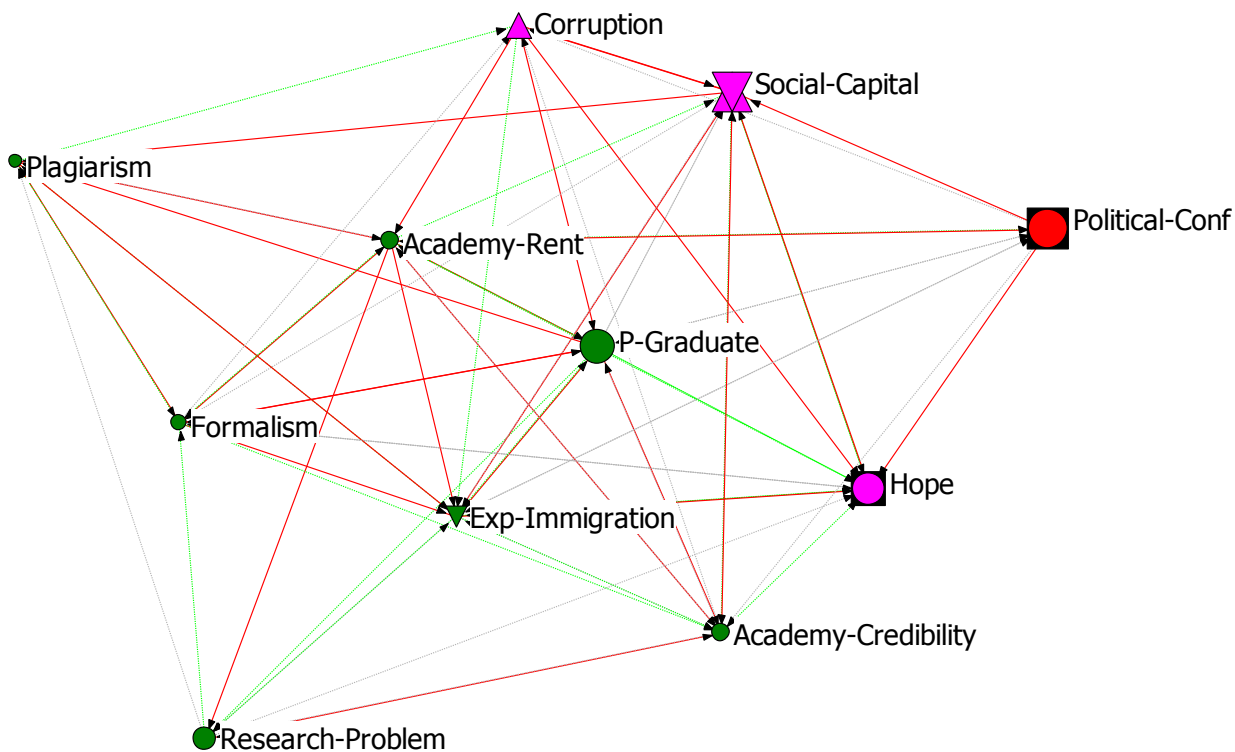 Corruption
Social-Capital
Plagiarism
Political-Conf
Academy-Rent
P-Graduate
Formalism
Hope
Exp-Immigration
Academy-Credibility
Research-Problem